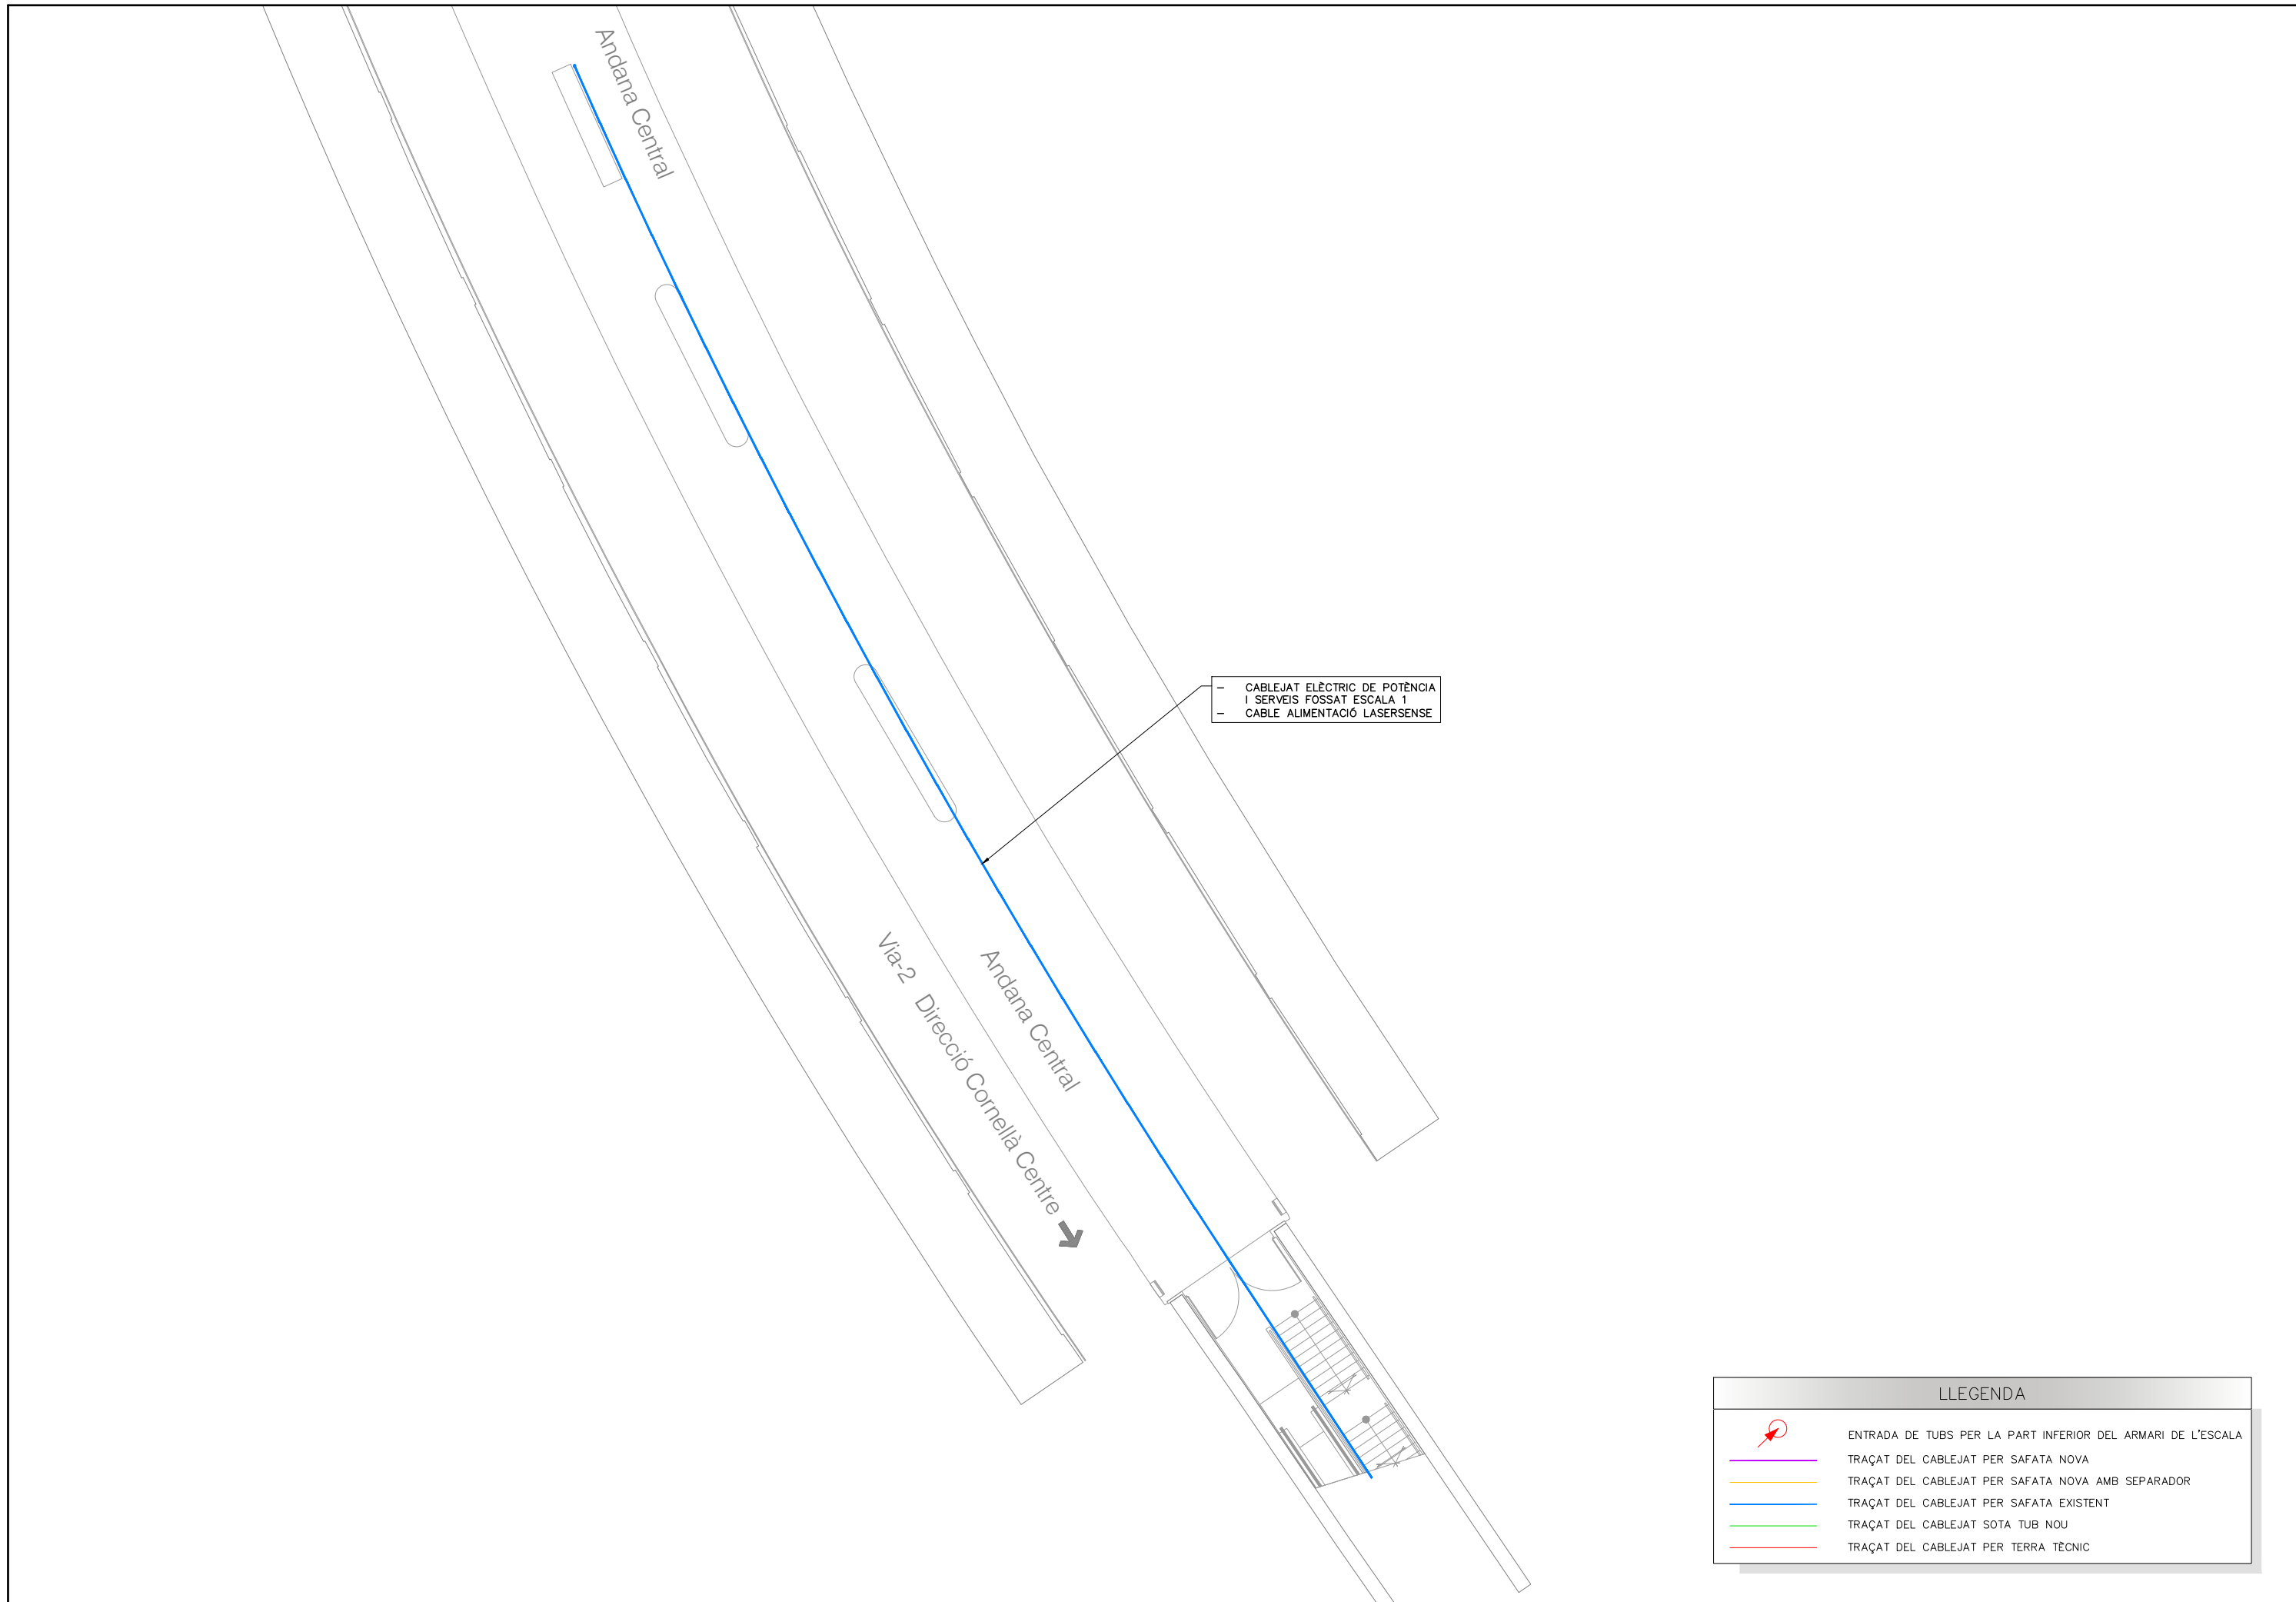 Andana Central
- CABLEJAT ELÈCTRIC DE POTÈNCIA
I SERVEIS FOSSAT ESCALA 1
- CABLE ALIMENTACIÓ LASERSENSE
Via-2 Direcció Cornellà Centre
Andana Central
LLEGENDA
ENTRADA DE TUBS PER LA PART INFERIOR DEL ARMARI DE L'ESCALA
TRAÇAT DEL CABLEJAT PER SAFATA NOVA
TRAÇAT DEL CABLEJAT PER SAFATA NOVA AMB SEPARADOR
TRAÇAT DEL CABLEJAT PER SAFATA EXISTENT
TRAÇAT DEL CABLEJAT SOTA TUB NOU
TRAÇAT DEL CABLEJAT PER TERRA TÈCNIC